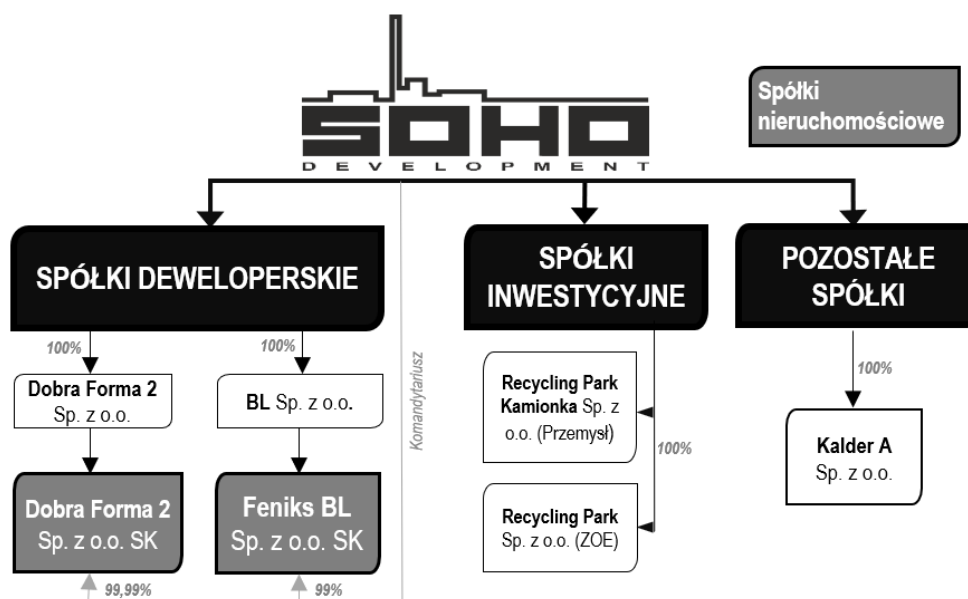 SOHO
DEVELOPMENT
Spółki
nieruchomościowe
SPÓŁKI DEWELOPERSKIE
SPÓŁKI
INWESTYCYJNE
POZOSTAŁE
SPÓŁKI
100%
100%
Komandytariusz
100%
100%
Dobra Forma 2
Sp. z o.o.
BL Sp. z o.o.
Recycling Park
Kamionka Sp. z
o.o. (Przemysł)
Kalder A
Sp. z o.o.
Dobra Forma 2
Sp. z o.o. SK
Feniks BL
Sp. z o.o. SK
Recycling Park
Sp. z o.o. (ZOE)
99,99%
99%